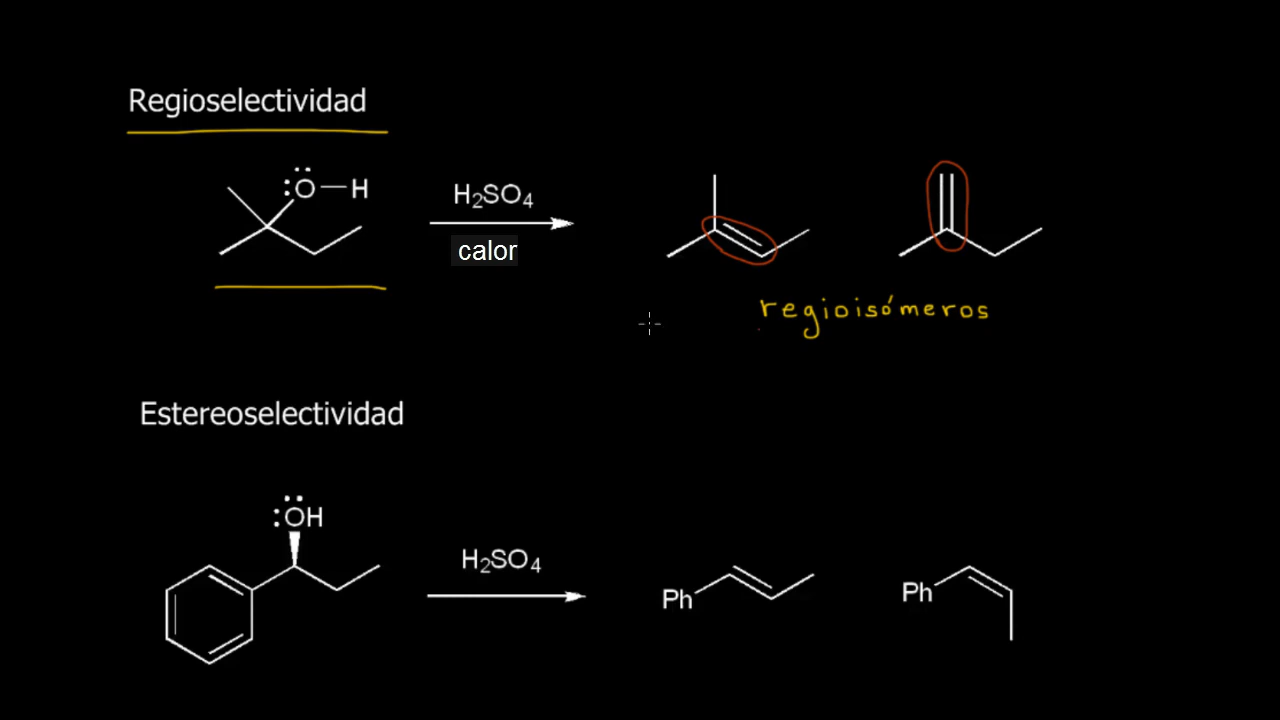 Regioselectividad
:Ö—H
H₂SO₄
calor
regioisómeros
Estereoselectividad
:ÖH
H₂SO₄
Ph
Ph